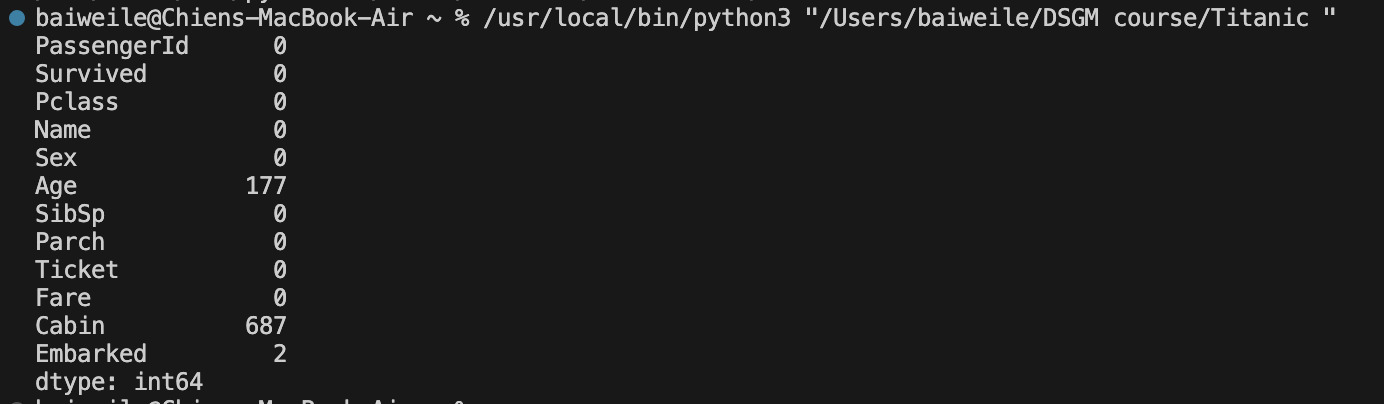 baiweile@Chiens-MacBook-Air ~ % /usr/local/bin/python3 "/Users/baiweile/DSGM course/Titanic "
PassengerId 0
Survived 0
Pclass 0
Name 0
Sex 0
Age 177
SibSp 0
Parch 0
Ticket 0
Fare 0
Cabin 687
Embarked 2
dtype: int64